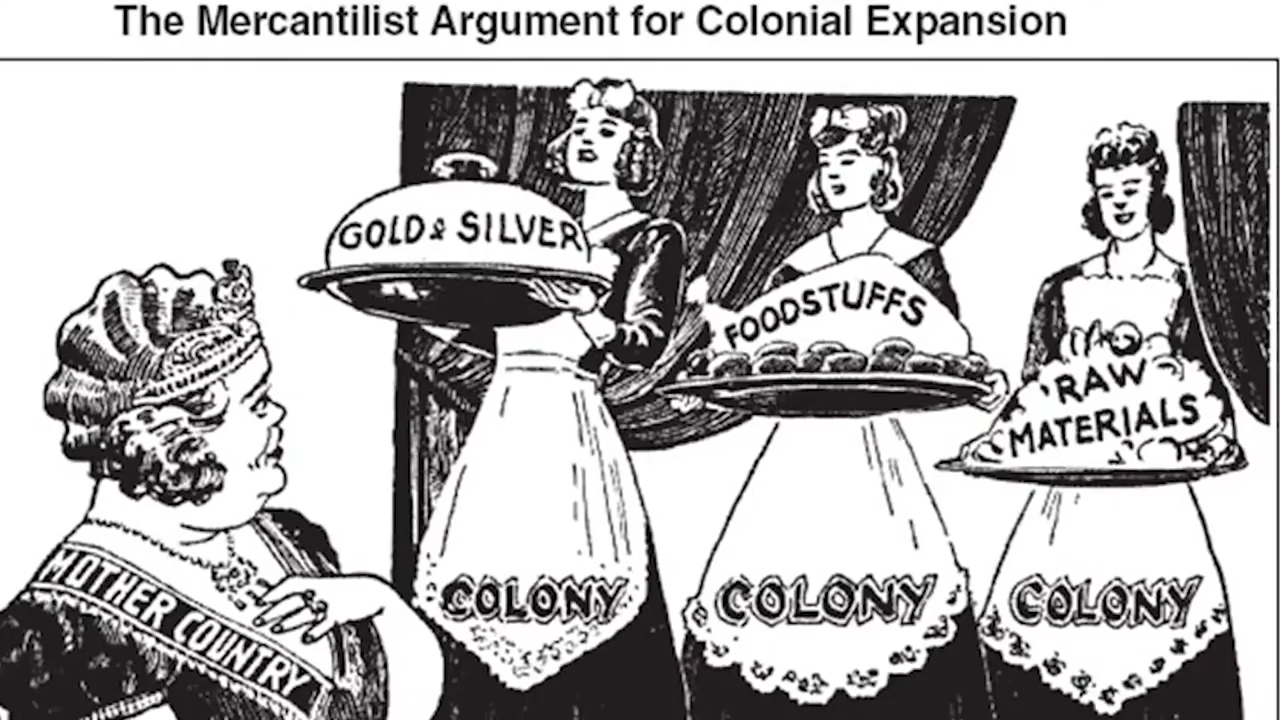 The Mercantilist Argument for Colonial Expansion
GOLD & SILVER
FOODSTUFFS
RAW
MATERIALS
MOTHER COUNTRY
COLONY
COLONY
COLONY